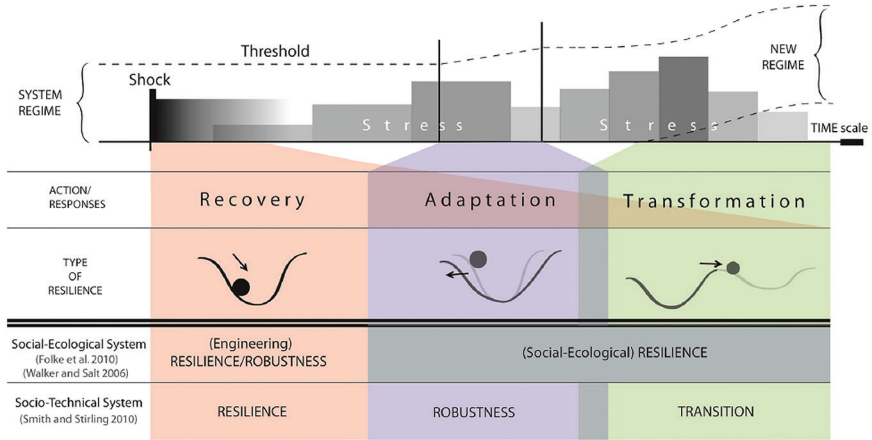 Threshold
NEW
REGIME
SYSTEM
REGIME
Shock
Stress
Stress
TIME scale
ACTION/
RESPONSES
Recovery
Adaptation
Transformation
TYPE
OF
RESILIENCE
Social-Ecological System
(Folke et al. 2010)
(Walker and Salt 2006)
(Engineering)
RESILIENCE/ROBUSTNESS
(Social-Ecological) RESILIENCE
Socio-Technical System
(Smith and Stirling 2010)
RESILIENCE
ROBUSTNESS
TRANSITION